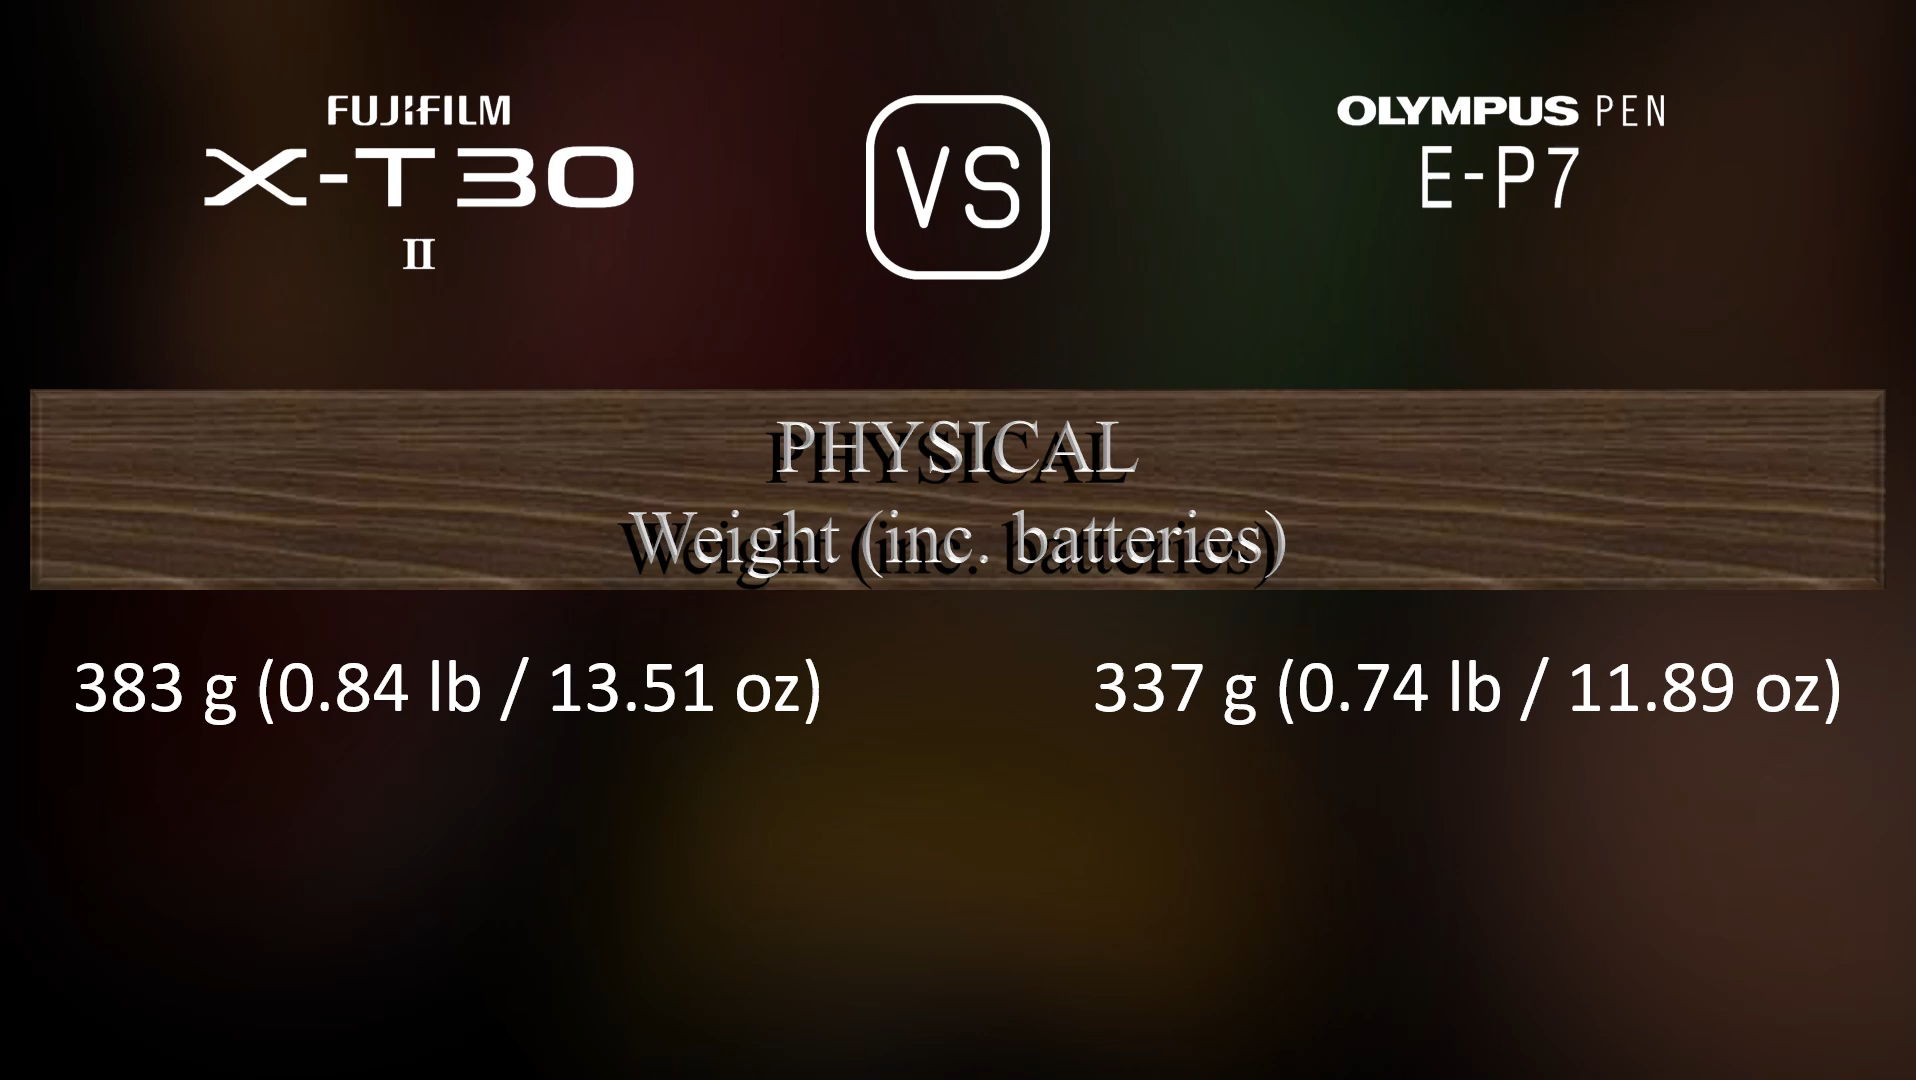 FUJIFILM
X-T30
II
VS
OLYMPUS PEN
E-P7
PHYSICAL
Weight (inc. batteries)
383 g (0.84 lb / 13.51 oz)
337 g (0.74 lb / 11.89 oz)